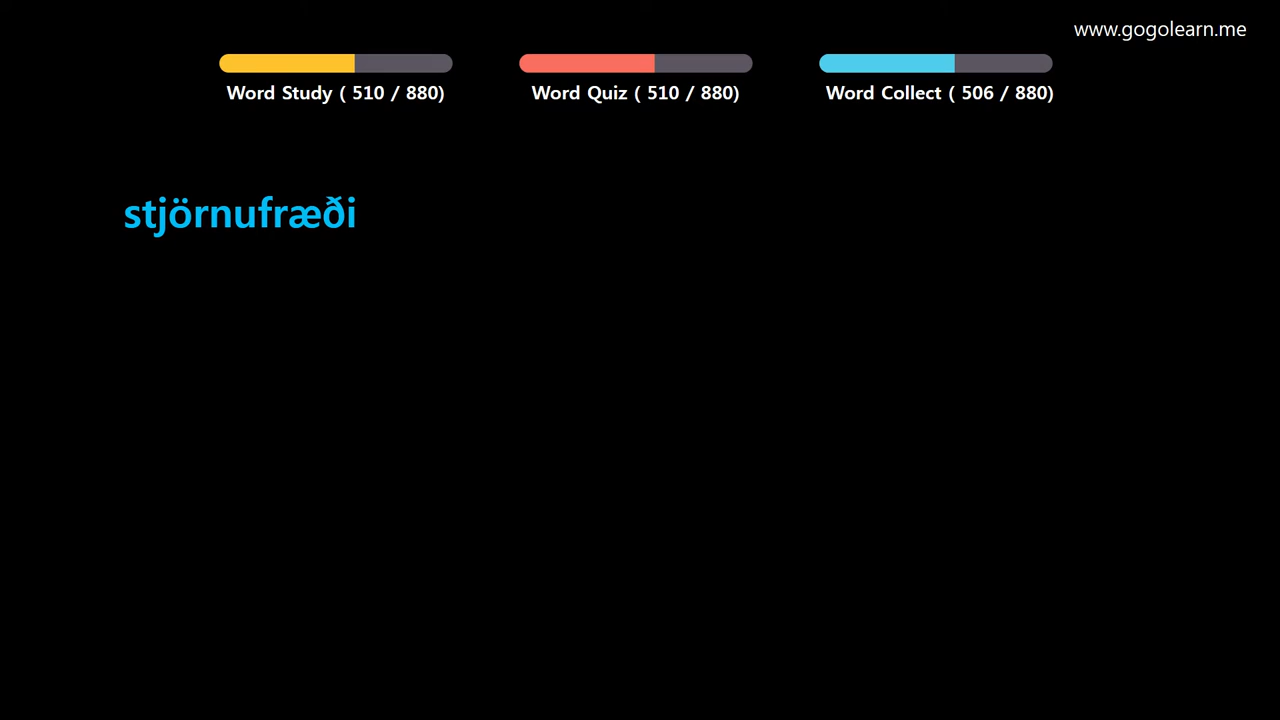 www.gogolearn.me
Word Study ( 510 / 880)
Word Quiz ( 510 / 880)
Word Collect ( 506 / 880)
stjörnufræði